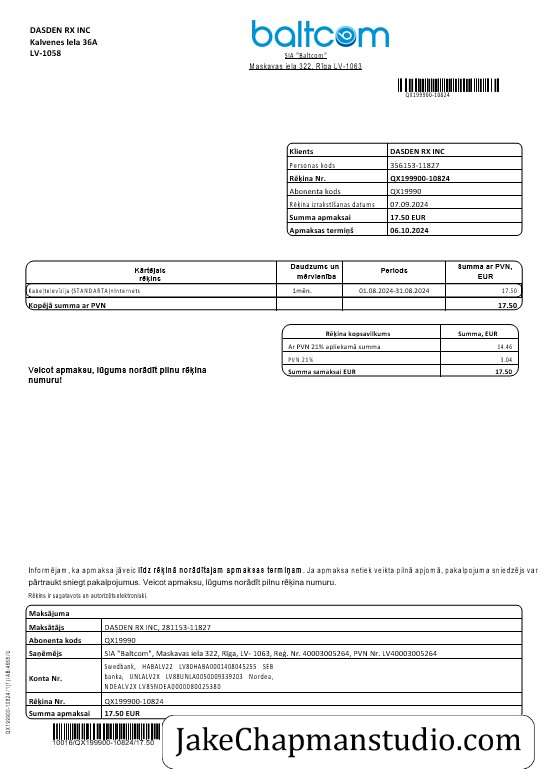 DASDEN RX INC
Kalvenes Iela 36A
LV-1058
baltcom
SIA "Baltcom"
Maskavas iela 322, Rīga LV-1063
QX199900-10824
Klients DASDEN RX INC
Personas kods 356153-11827
Rēķina Nr. QX199900-10824
Abonenta kods QX19990
Rēķina izrakstīšanas datums 07.09.2024
Summa apmaksai 17.50 EUR
Apmaksas termiņš 06.10.2024
Kārtējais rēķins Daudzums un mērvienība Periods Summa ar PVN, EUR
Kabeļtelevīzija (STANDARTA)+Internets 1mēn. 01.08.2024-31.08.2024 17.50
Kopējā summa ar PVN 17.50
Rēķina kopsavilkums Summa, EUR
Ar PVN 21% apliekamā summa 14.46
PVN 21% 3.04
Summa samaksai EUR 17.50
Veicot apmaksu, lūgums norādīt pilnu rēķina
numuru!
Informējam, ka apmaksa jāveic līdz rēķinā norādītajam apmaksas termiņam. Ja apmaksa netiek veikta pilnā apjomā, pakalpojuma sniedzējs var
pārtraukt sniegt pakalpojumus. Veicot apmaksu, lūgums norādīt pilnu rēķina numuru.
Rēķins ir sagatavots un autorizēts elektroniski.
Maksājuma
Maksātājs DASDEN RX INC, 281153-11827
Abonenta kods QX19990
Saņēmējs SIA "Baltcom", Maskavas iela 322, Rīga, LV- 1063, Reģ. Nr. 40003005264, PVN Nr. LV40003005264
Konta Nr. Swedbank, HABALV22 LV8DHABA0001408045255 SEB
banka, UNLALV2X LV88UNLA0050009339203 Nordea,
NDEALV2X LV85NDEA0000080025380
Rēķina Nr. QX199900-10824
Summa apmaksai 17.50 EUR
10016/QX199900-10824/17.50
JakeChapmanstudio.com